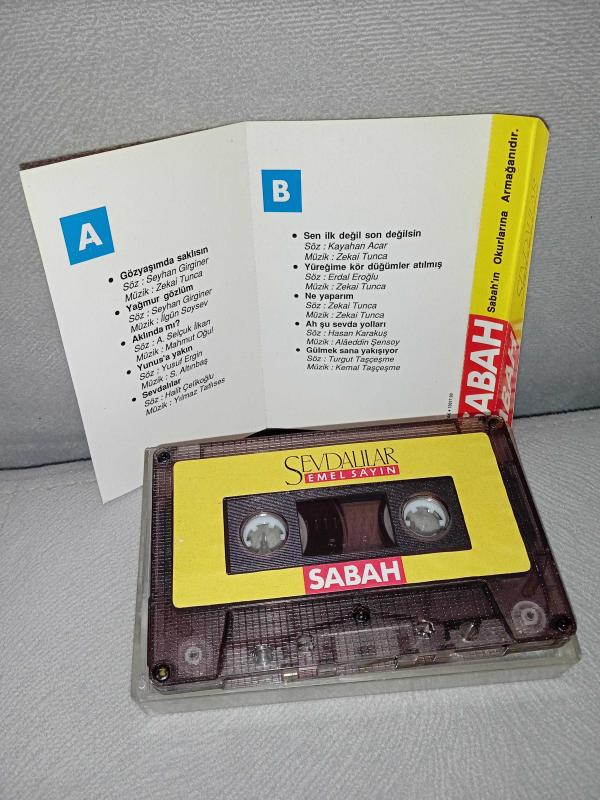 A
• Gözyaşımda saklısın
Söz : Seyhan Girginer
Müzik : Zekai Tunca
• Yağmur gözlüm
Söz : Seyhan Girginer
Müzik : İlgün Soysev
• Aklında mı?
Söz : A. Selçuk İlkan
Müzik : Mahmut Oğul
• Yunus'a yakın
Söz : Yusuf Ergin
Müzik : S. Altınbaş
• Sevdalılar
Söz : Halit Çelikoğlu
Müzik : Yılmaz Tatlıses
B
• Sen ilk değil son değilsin
Söz : Kayahan Acar
Müzik : Zekai Tunca
• Yüreğime kör düğümler atılmış
Söz : Erdal Eroğlu
Müzik : Zekai Tunca
• Ne yaparım
Söz : Zekai Tunca
Müzik : Zekai Tunca
• Ah şu sevda yolları
Söz : Hasan Karakuş
Müzik : Alâeddin Şensoy
• Gülmek sana yakışıyor
Söz : Turgut Taşçeşme
Müzik : Kemal Taşçeşme
SABAH
Sabah'ın Okurlarına Armağanıdır.
SEVDALILAR
EMEL SAYIN
SABAH